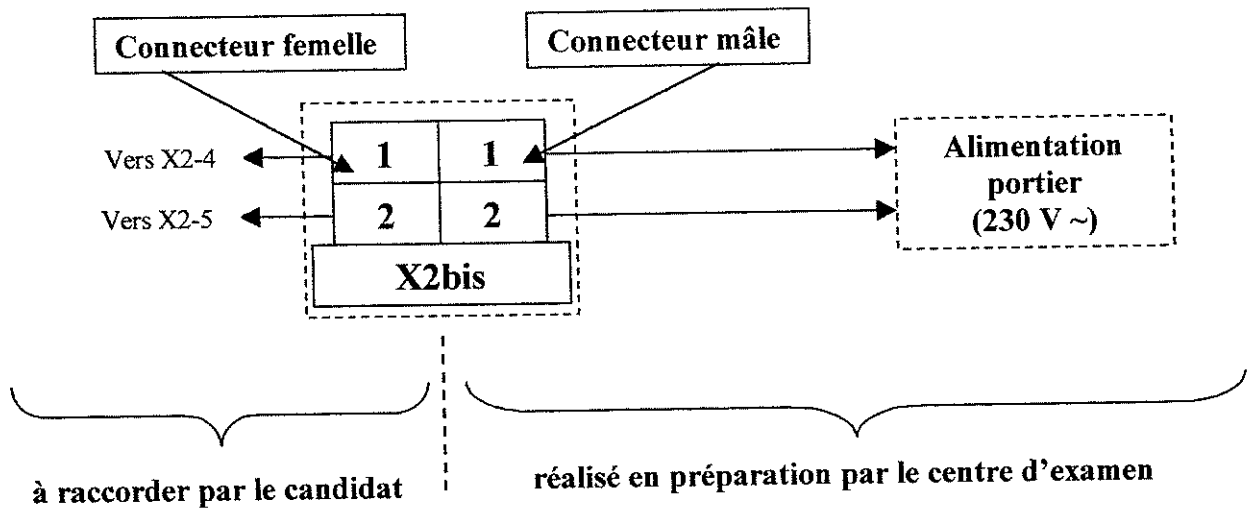 Connecteur femelle
Connecteur mâle
Vers X2-4
1
1
Alimentation
portier
(230 V ~)
Vers X2-5
2
2
X2bis
à raccorder par le candidat
réalisé en préparation par le centre d'examen